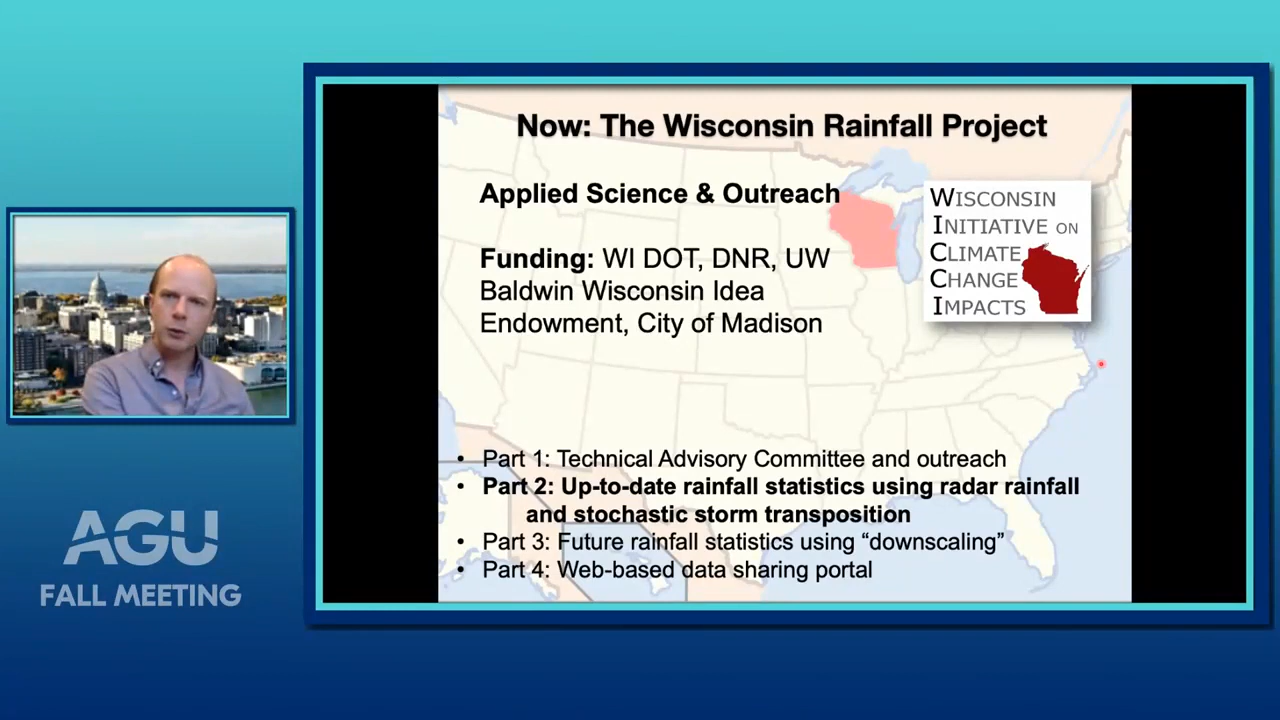 Now: The Wisconsin Rainfall Project
Applied Science & Outreach
Funding: WI DOT, DNR, UW
Baldwin Wisconsin Idea
Endowment, City of Madison
WISCONSIN
INITIATIVE ON
CLIMATE
CHANGE
IMPACTS
• Part 1: Technical Advisory Committee and outreach
• Part 2: Up-to-date rainfall statistics using radar rainfall
and stochastic storm transposition
• Part 3: Future rainfall statistics using “downscaling”
• Part 4: Web-based data sharing portal
AGU
FALL MEETING